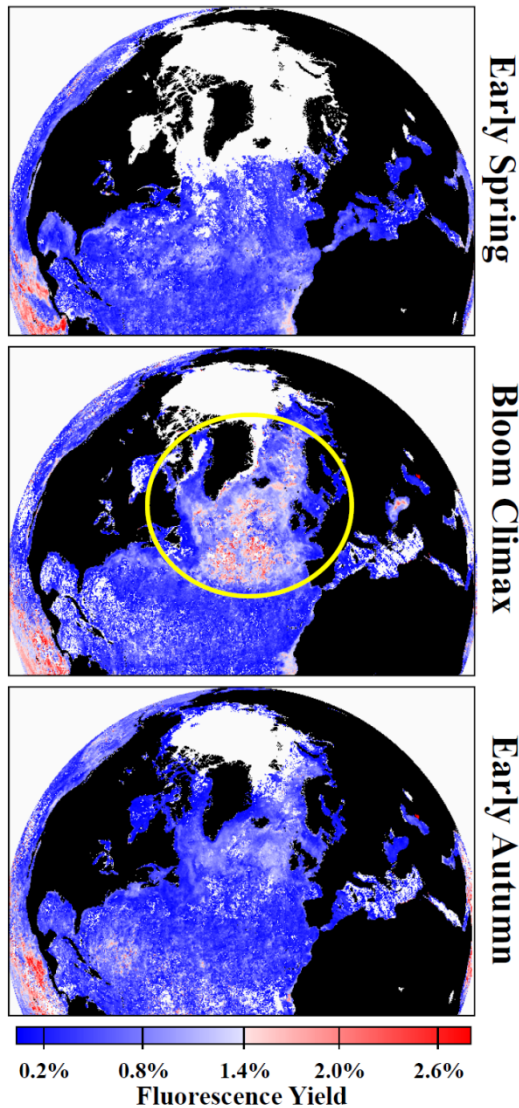 Early Spring
Bloom Climax
Early Autumn
0.2% 0.8% 1.4% 2.0% 2.6%
Fluorescence Yield